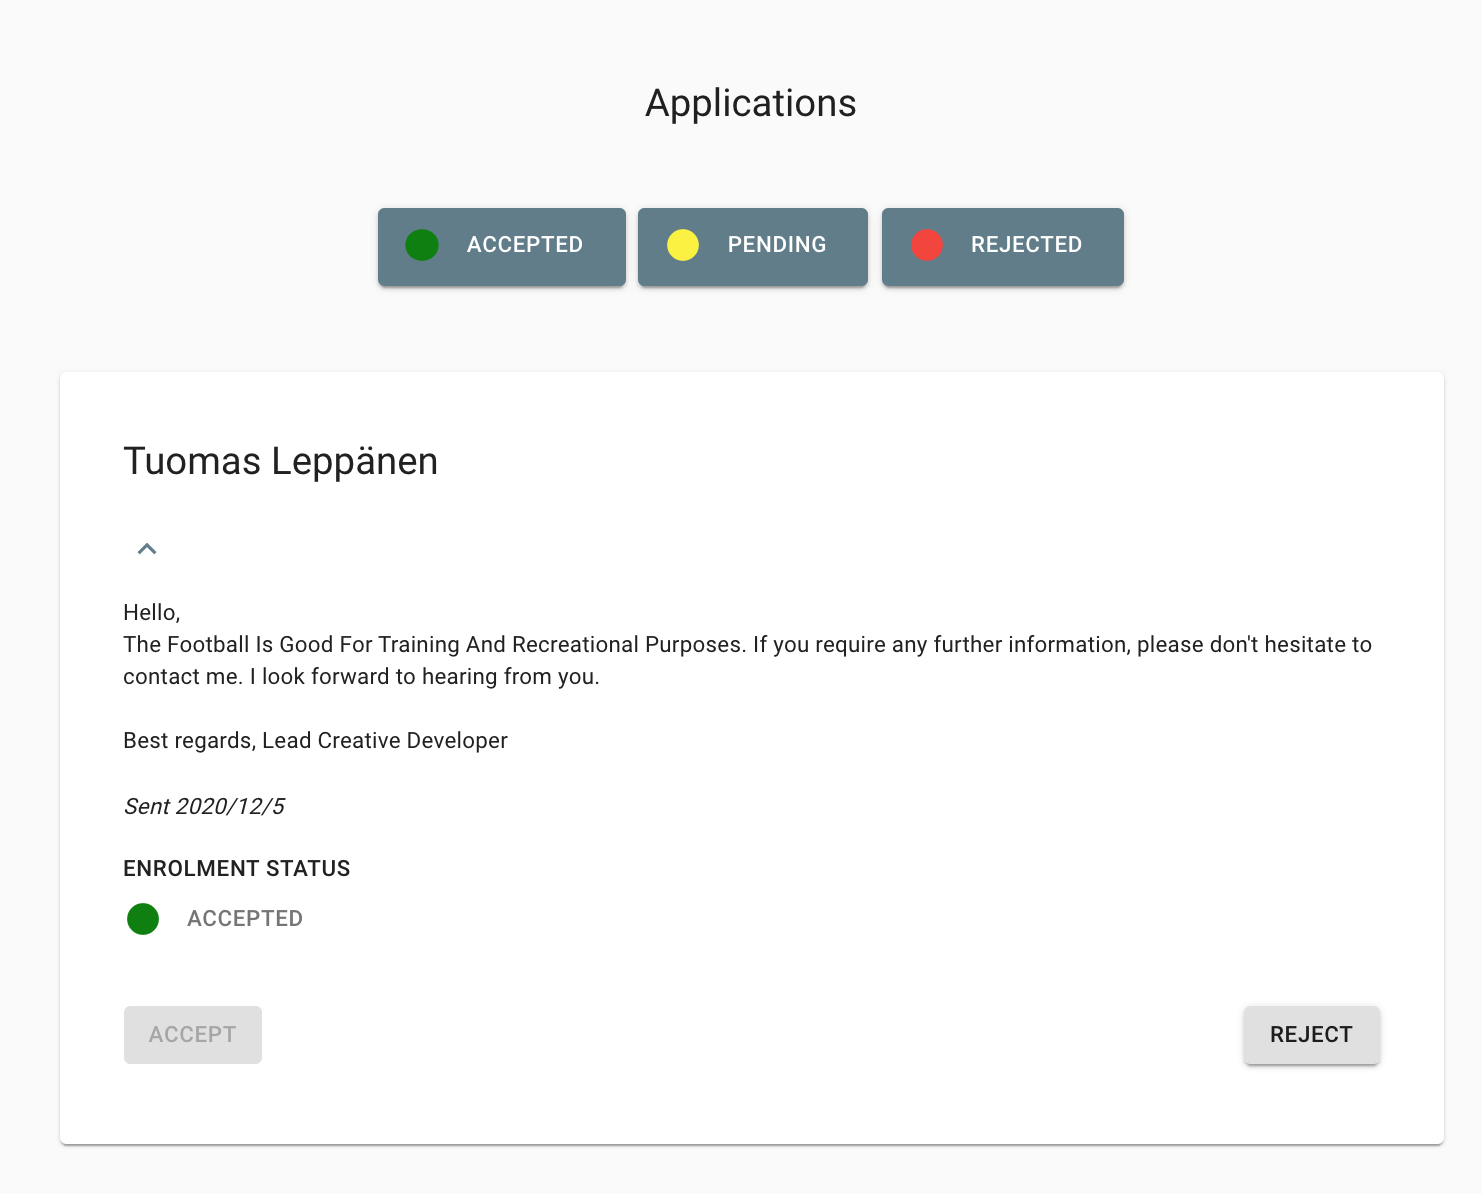 Applications
ACCEPTED
PENDING
REJECTED
Tuomas Leppänen
Hello,
The Football Is Good For Training And Recreational Purposes. If you require any further information, please don't hesitate to
contact me. I look forward to hearing from you.
Best regards, Lead Creative Developer
Sent 2020/12/5
ENROLMENT STATUS
ACCEPTED
ACCEPT
REJECT